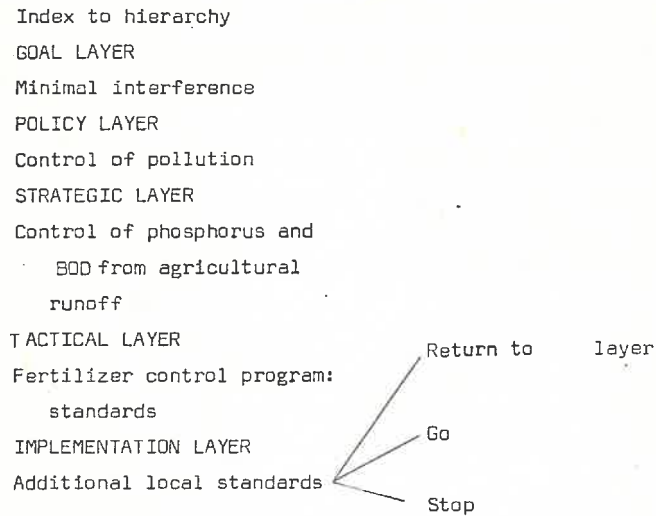 Index to hierarchy
GOAL LAYER
Minimal interference
POLICY LAYER
Control of pollution
STRATEGIC LAYER
Control of phosphorus and
BOD from agricultural
runoff
TACTICAL LAYER
Return to layer
Fertilizer control program:
standards
Go
IMPLEMENTATION LAYER
Additional local standards
Stop